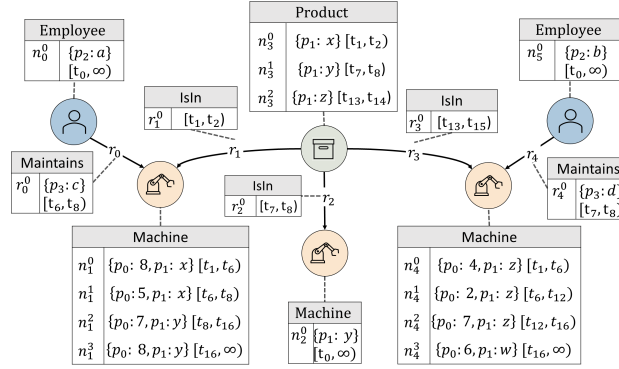 Employee
n_0^0 {p_2: a}
[t_0, ∞)
Product
n_3^0 {p_1: x} [t_1, t_2)
n_3^1 {p_1: y} [t_7, t_8)
n_3^2 {p_1: z} [t_13, t_14)
Employee
n_5^0 {p_2: b}
[t_0, ∞)
IsIn
r_1^0 [t_1, t_2)
IsIn
r_3^0 [t_13, t_15)
r_0
r_1
r_3
r_4
Maintains
r_0^0 {p_3: c}
[t_6, t_8)
IsIn
r_2^0 [t_7, t_8)
r_2
Maintains
r_4^0 {p_3: d}
[t_7, t_8)
Machine
n_1^0 {p_0: 8, p_1: x} [t_1, t_6)
n_1^1 {p_0: 5, p_1: x} [t_6, t_8)
n_1^2 {p_0: 7, p_1: y} [t_8, t_16)
n_1^3 {p_0: 8, p_1: y} [t_16, ∞)
Machine
n_2^0 {p_1: y}
[t_0, ∞)
Machine
n_4^0 {p_0: 4, p_1: z} [t_1, t_6)
n_4^1 {p_0: 2, p_1: z} [t_6, t_12)
n_4^2 {p_0: 7, p_1: z} [t_12, t_16)
n_4^3 {p_0: 6, p_1: w} [t_16, ∞)